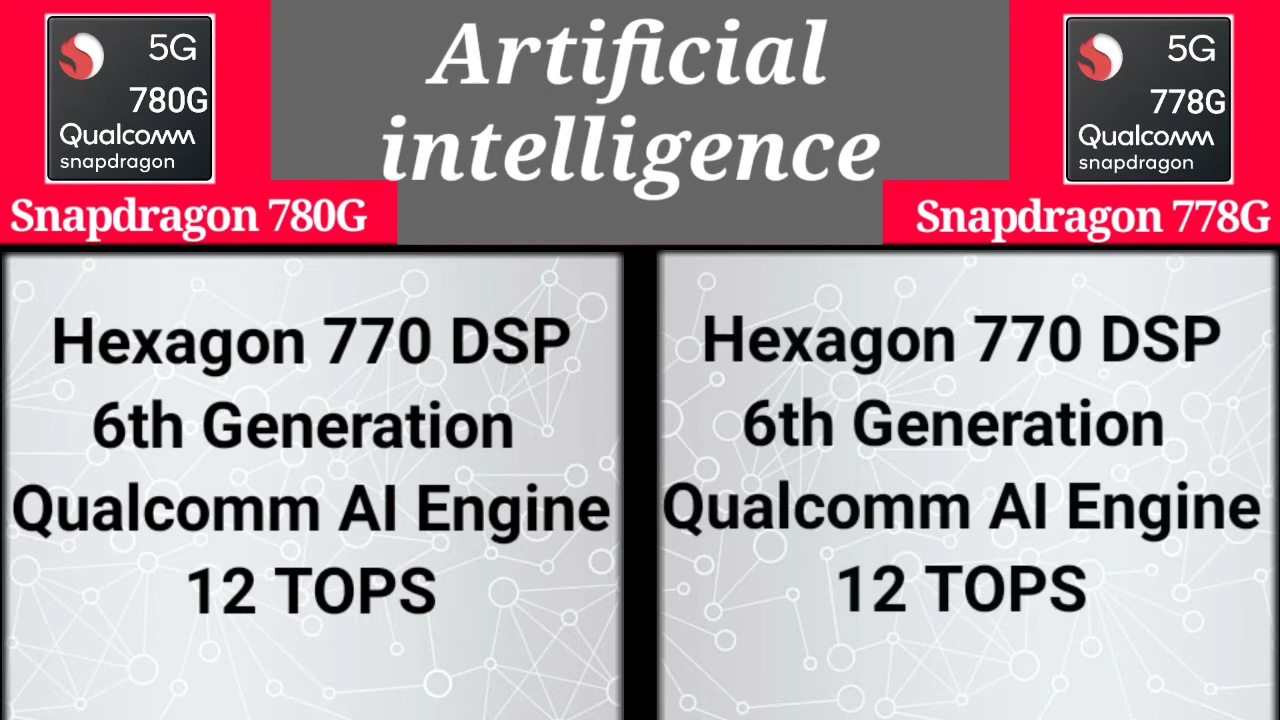 5G
780G
Qualcomm
snapdragon
Snapdragon 780G
Artificial
intelligence
5G
778G
Qualcomm
snapdragon
Snapdragon 778G
Hexagon 770 DSP
6th Generation
Qualcomm AI Engine
12 TOPS
Hexagon 770 DSP
6th Generation
Qualcomm AI Engine
12 TOPS